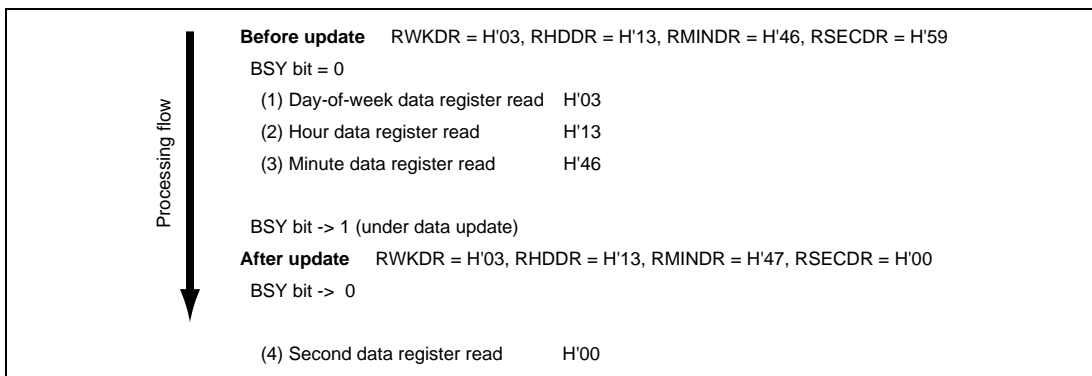 Processing flow
Before update RWKDR = H'03, RHDDR = H'13, RMINDR = H'46, RSECDR = H'59
BSY bit = 0
(1) Day-of-week data register read H'03
(2) Hour data register read H'13
(3) Minute data register read H'46
BSY bit -> 1 (under data update)
After update RWKDR = H'03, RHDDR = H'13, RMINDR = H'47, RSECDR = H'00
BSY bit -> 0
(4) Second data register read H'00